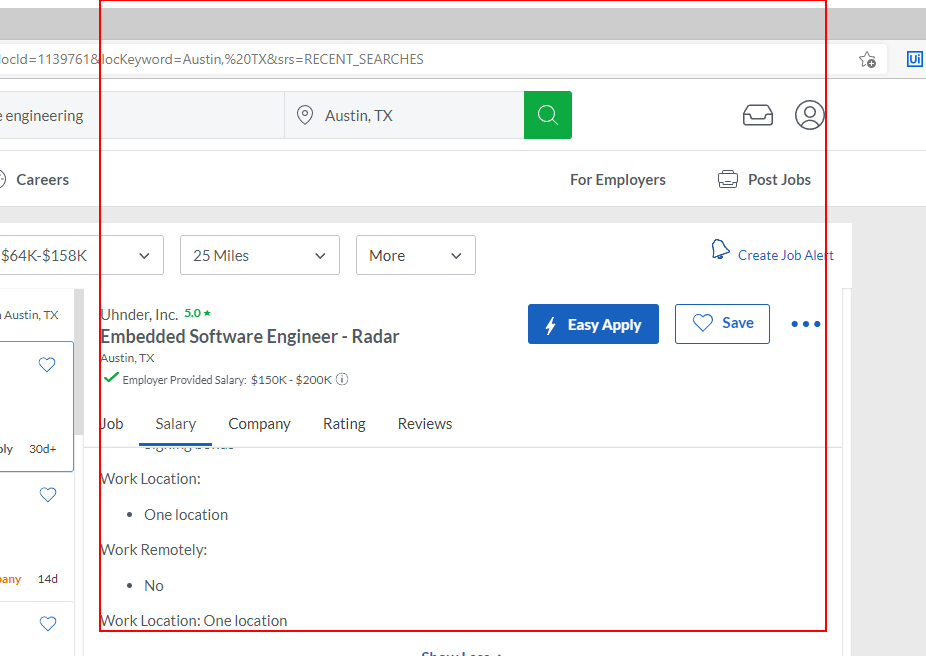 locId=1139761&locKeyword=Austin,%20TX&srs=RECENT_SEARCHES
Ui
e engineering
Austin, TX
Careers
For Employers
Post Jobs
$64K-$158K
25 Miles
More
Create Job Alert
Austin, TX
Uhnder, Inc. 5.0 ★
Easy Apply
Save
Embedded Software Engineer - Radar
Austin, TX
Employer Provided Salary: $150K - $200K
Job
Salary
Company
Rating
Reviews
ply 30d+
Work Location:
• One location
Work Remotely:
• No
pany 14d
Work Location: One location